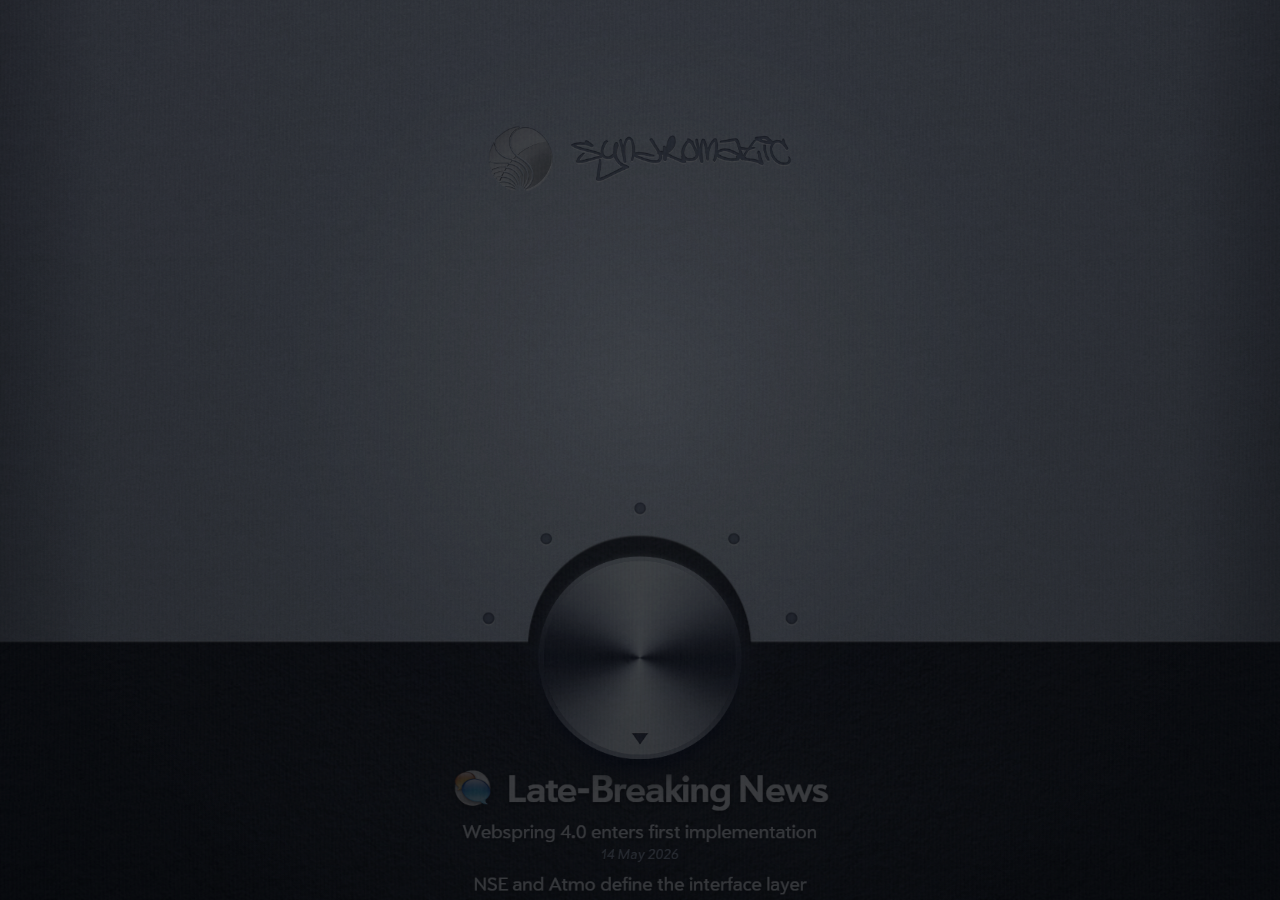 Syndromatic
Late-Breaking News
Webspring 4.0 enters first implementation
14 May 2026
NSE and Atmo define the interface layer